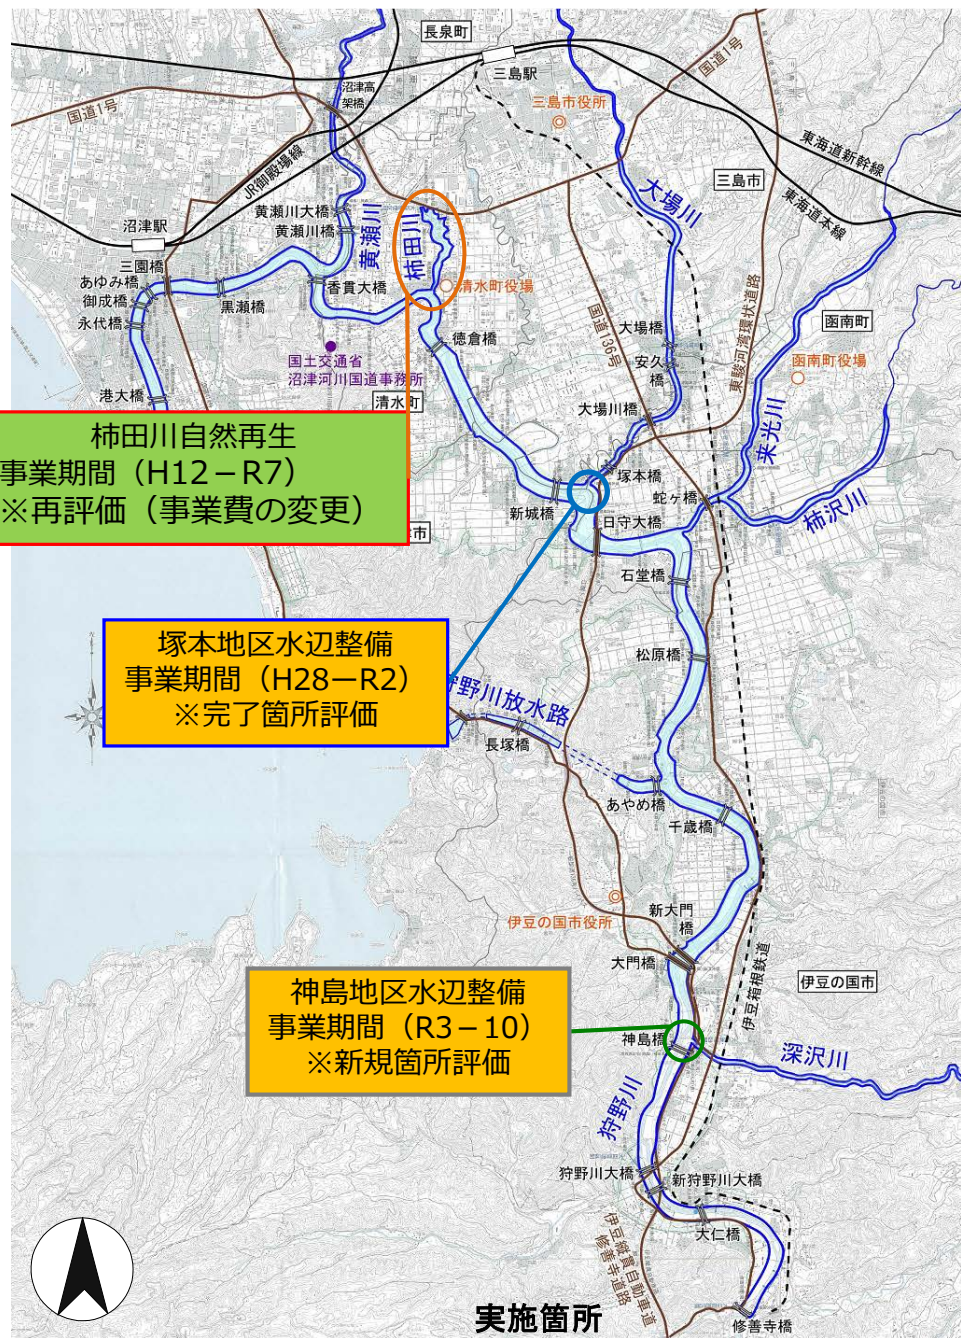 長泉町
三島駅
国道1号
沼津高
架橋
国道1号
三島市役所
東海道新幹線
JR御殿場線
大場川
三島市
東海道本線
黄瀬川大橋
黄瀬川橋
黄瀬川
柿田川
沼津駅
三園橋
あゆみ橋
御成橋
永代橋
黒瀬橋
香貫大橋
清水町役場
国道136号
東駿河湾環状道路
函南町
函南町役場
大場橋
安久
橋
徳倉橋
国土交通省
沼津河川国道事務所
港大橋
清水町
大場川橋
来光川
柿田川自然再生
事業期間（H12－R7）
※再評価（事業費の変更）
塚本橋
蛇ヶ橋
柿沢川
新城橋
日守大橋
市
石堂橋
塚本地区水辺整備
事業期間（H28－R2）
※完了箇所評価
松原橋
野川放水路
長塚橋
あやめ橋
千歳橋
伊豆の国市役所
新大門
橋
大門橋
伊豆箱根鉄道
伊豆の国市
神島地区水辺整備
事業期間（R3－10）
※新規箇所評価
神島橋
深沢川
狩野川
狩野川大橋
新狩野川大橋
大仁橋
伊豆縦貫自動車道
修善寺道路
修善寺橋
実施箇所